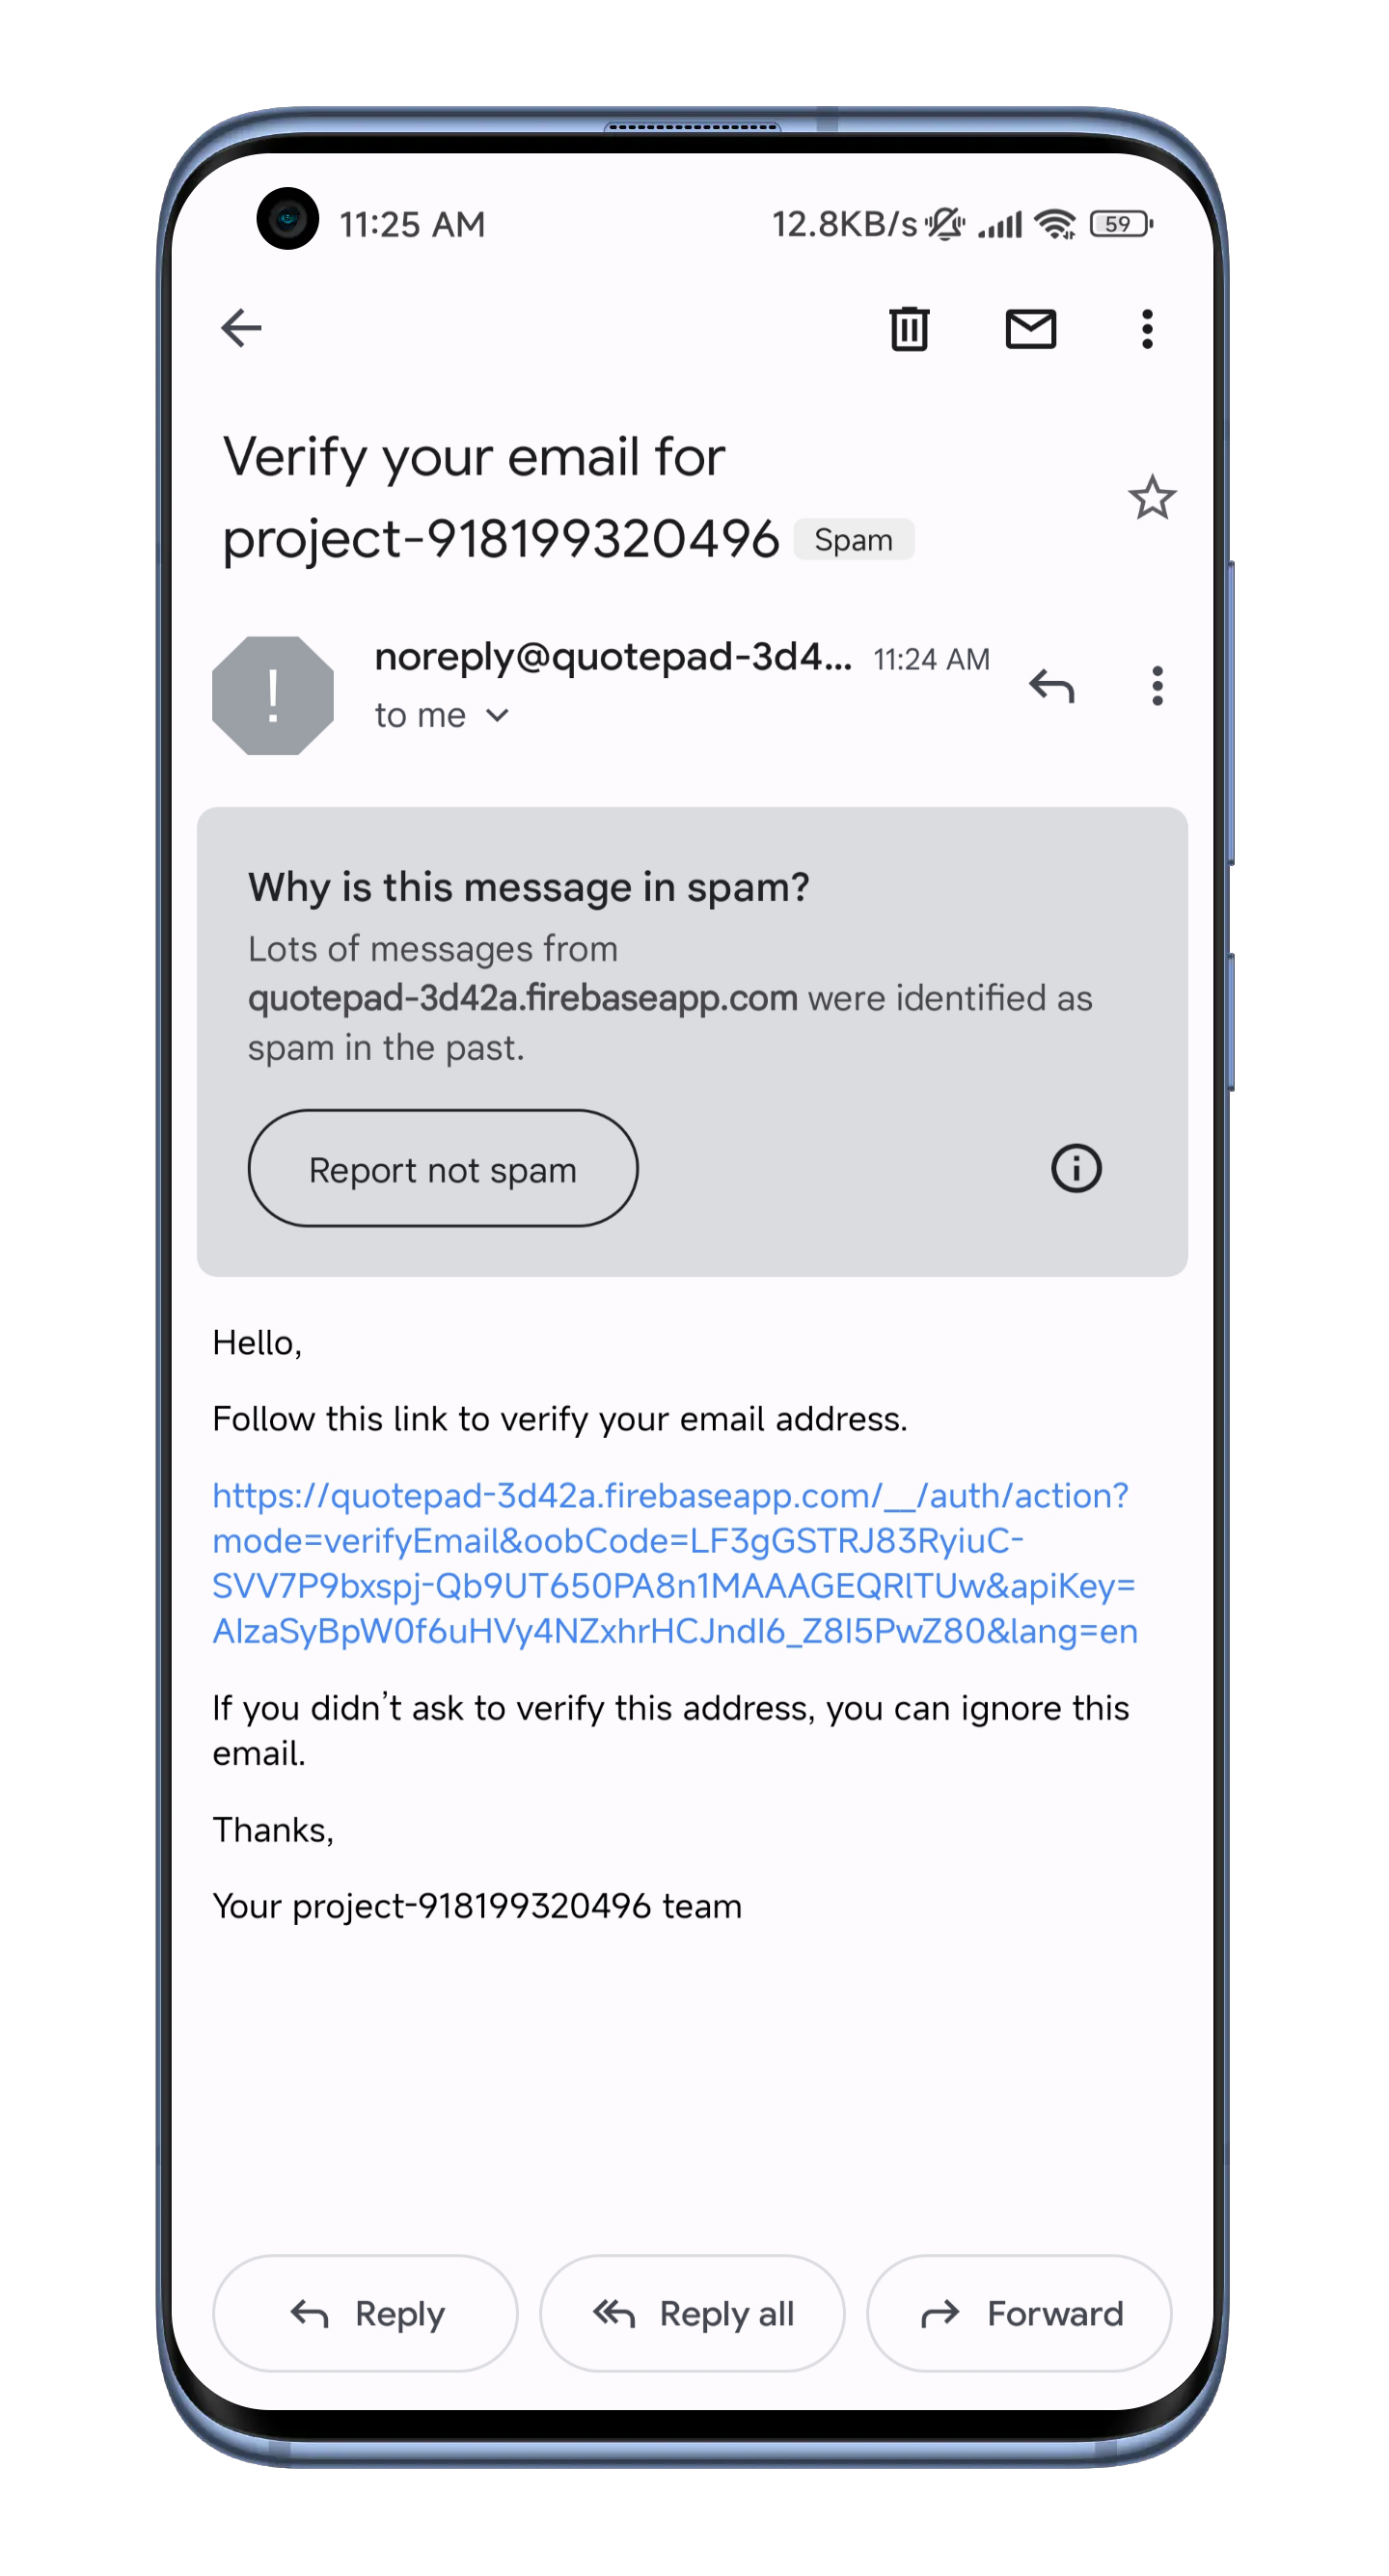 11:25 AM 12.8KB/s 59
Verify your email for
project-918199320496 Spam
noreply@quotepad-3d4... 11:24 AM
to me
Why is this message in spam?
Lots of messages from
quotepad-3d42a.firebaseapp.com were identified as
spam in the past.
Report not spam
Hello,
Follow this link to verify your email address.
https://quotepad-3d42a.firebaseapp.com/__/auth/action?
mode=verifyEmail&oobCode=LF3gGSTRJ83RyiuC-
SVV7P9bxspj-Qb9UT650PA8n1MAAAGEQRlTUw&apiKey=
AIzaSyBpW0f6uHVy4NZxhrHCJndI6_Z8I5PwZ80&lang=en
If you didn’t ask to verify this address, you can ignore this
email.
Thanks,
Your project-918199320496 team
Reply Reply all Forward